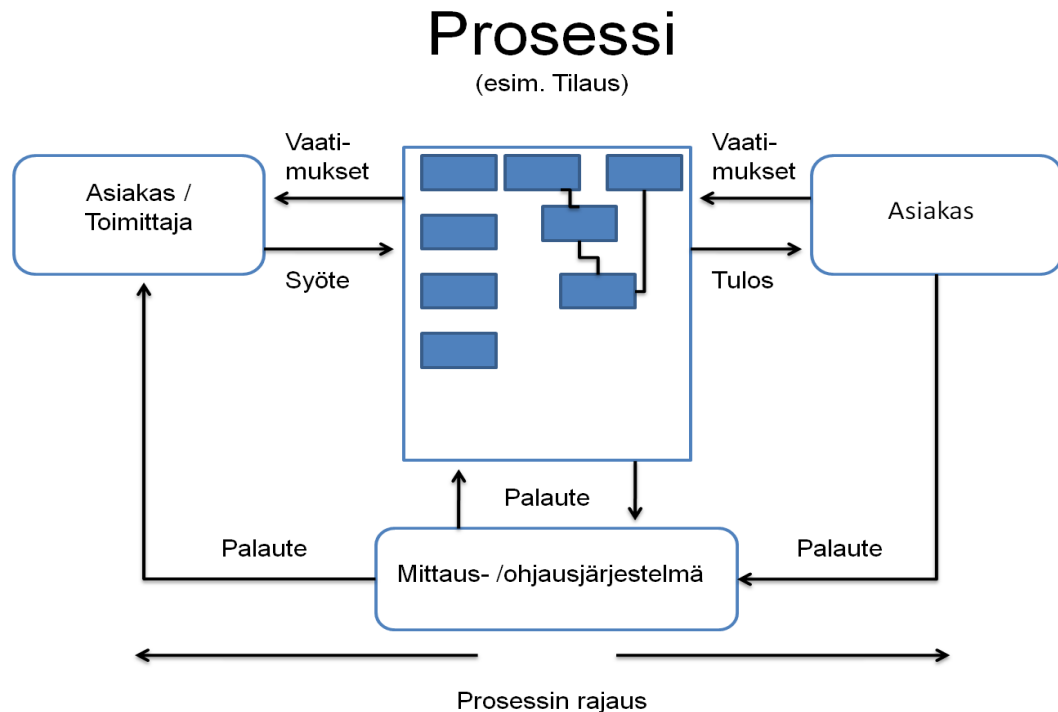 Prosessi
(esim. Tilaus)
Vaati-
mukset
Vaati-
mukset
Asiakas /
Toimittaja
Asiakas
Syöte
Tulos
Palaute
Palaute
Palaute
Mittaus- /ohjausjärjestelmä
Prosessin rajaus